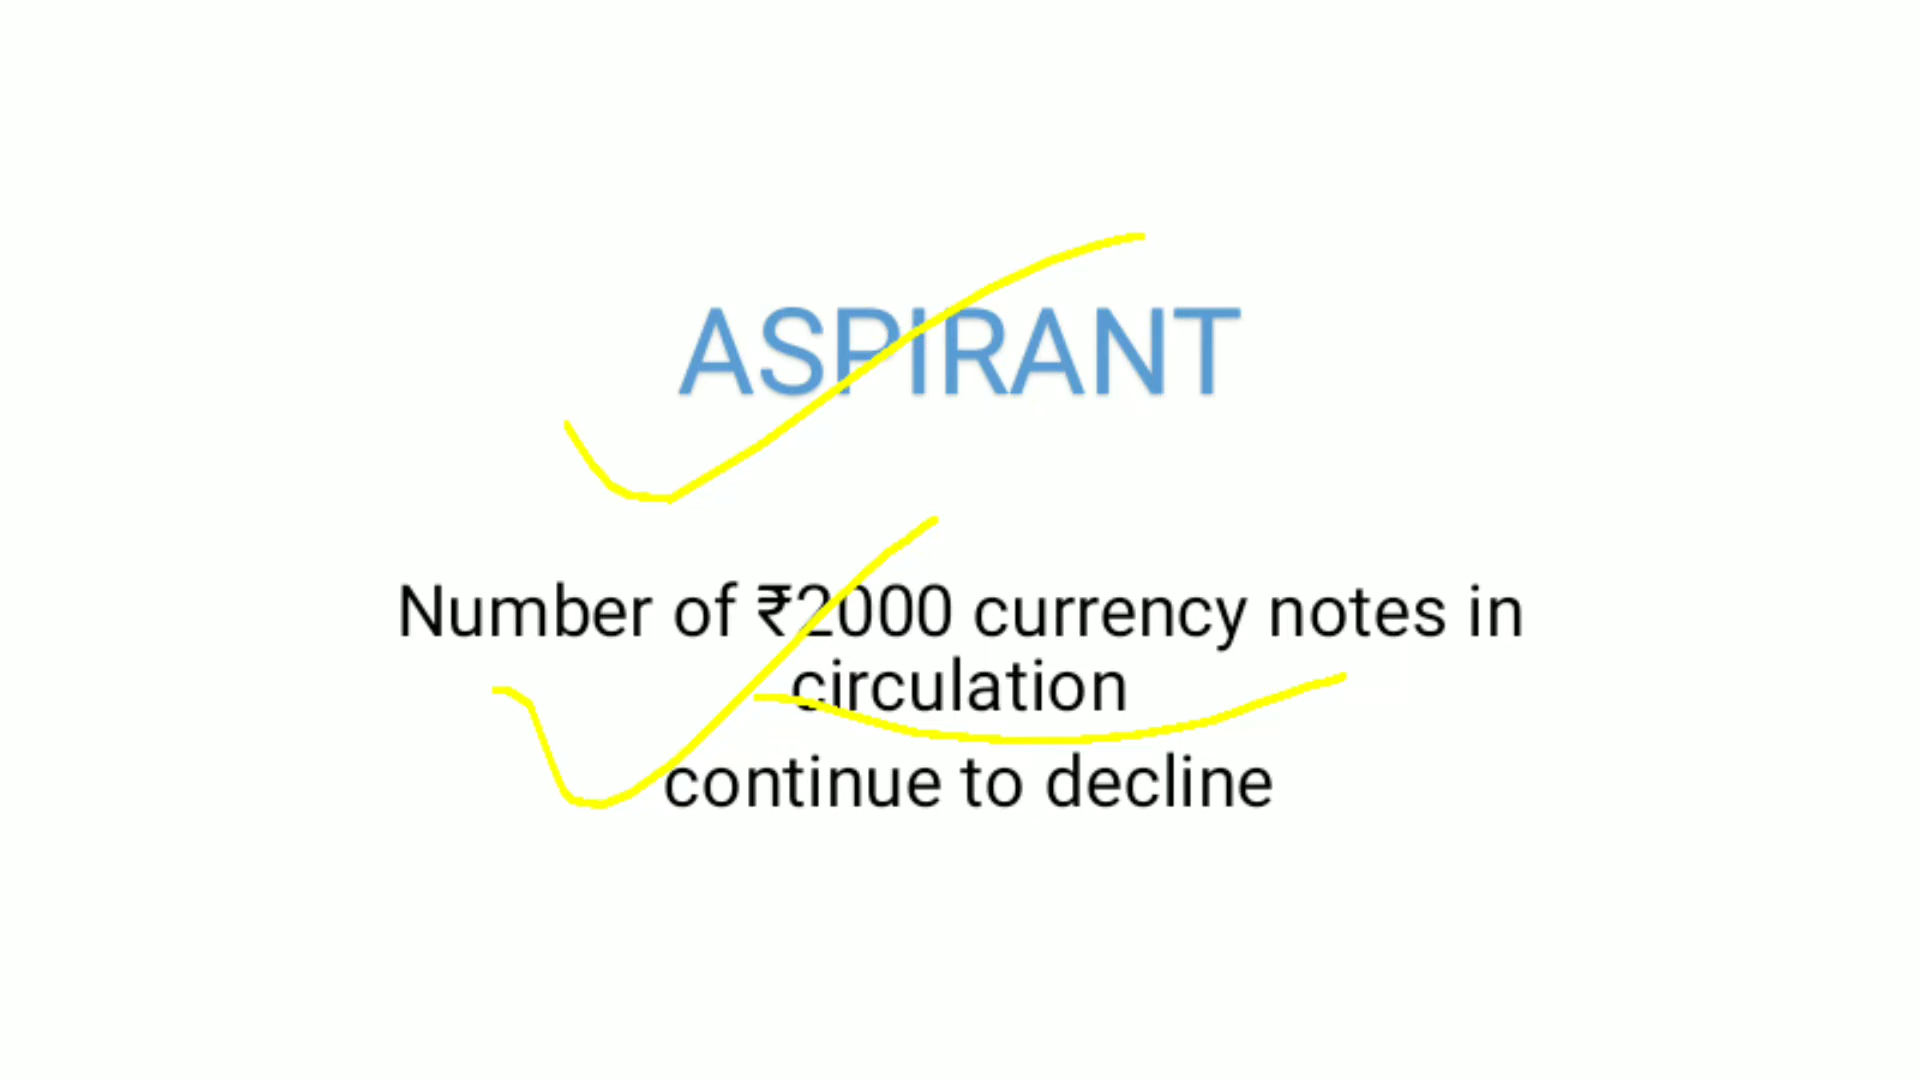 ASPIRANT
Number of ₹2000 currency notes in
circulation
continue to decline